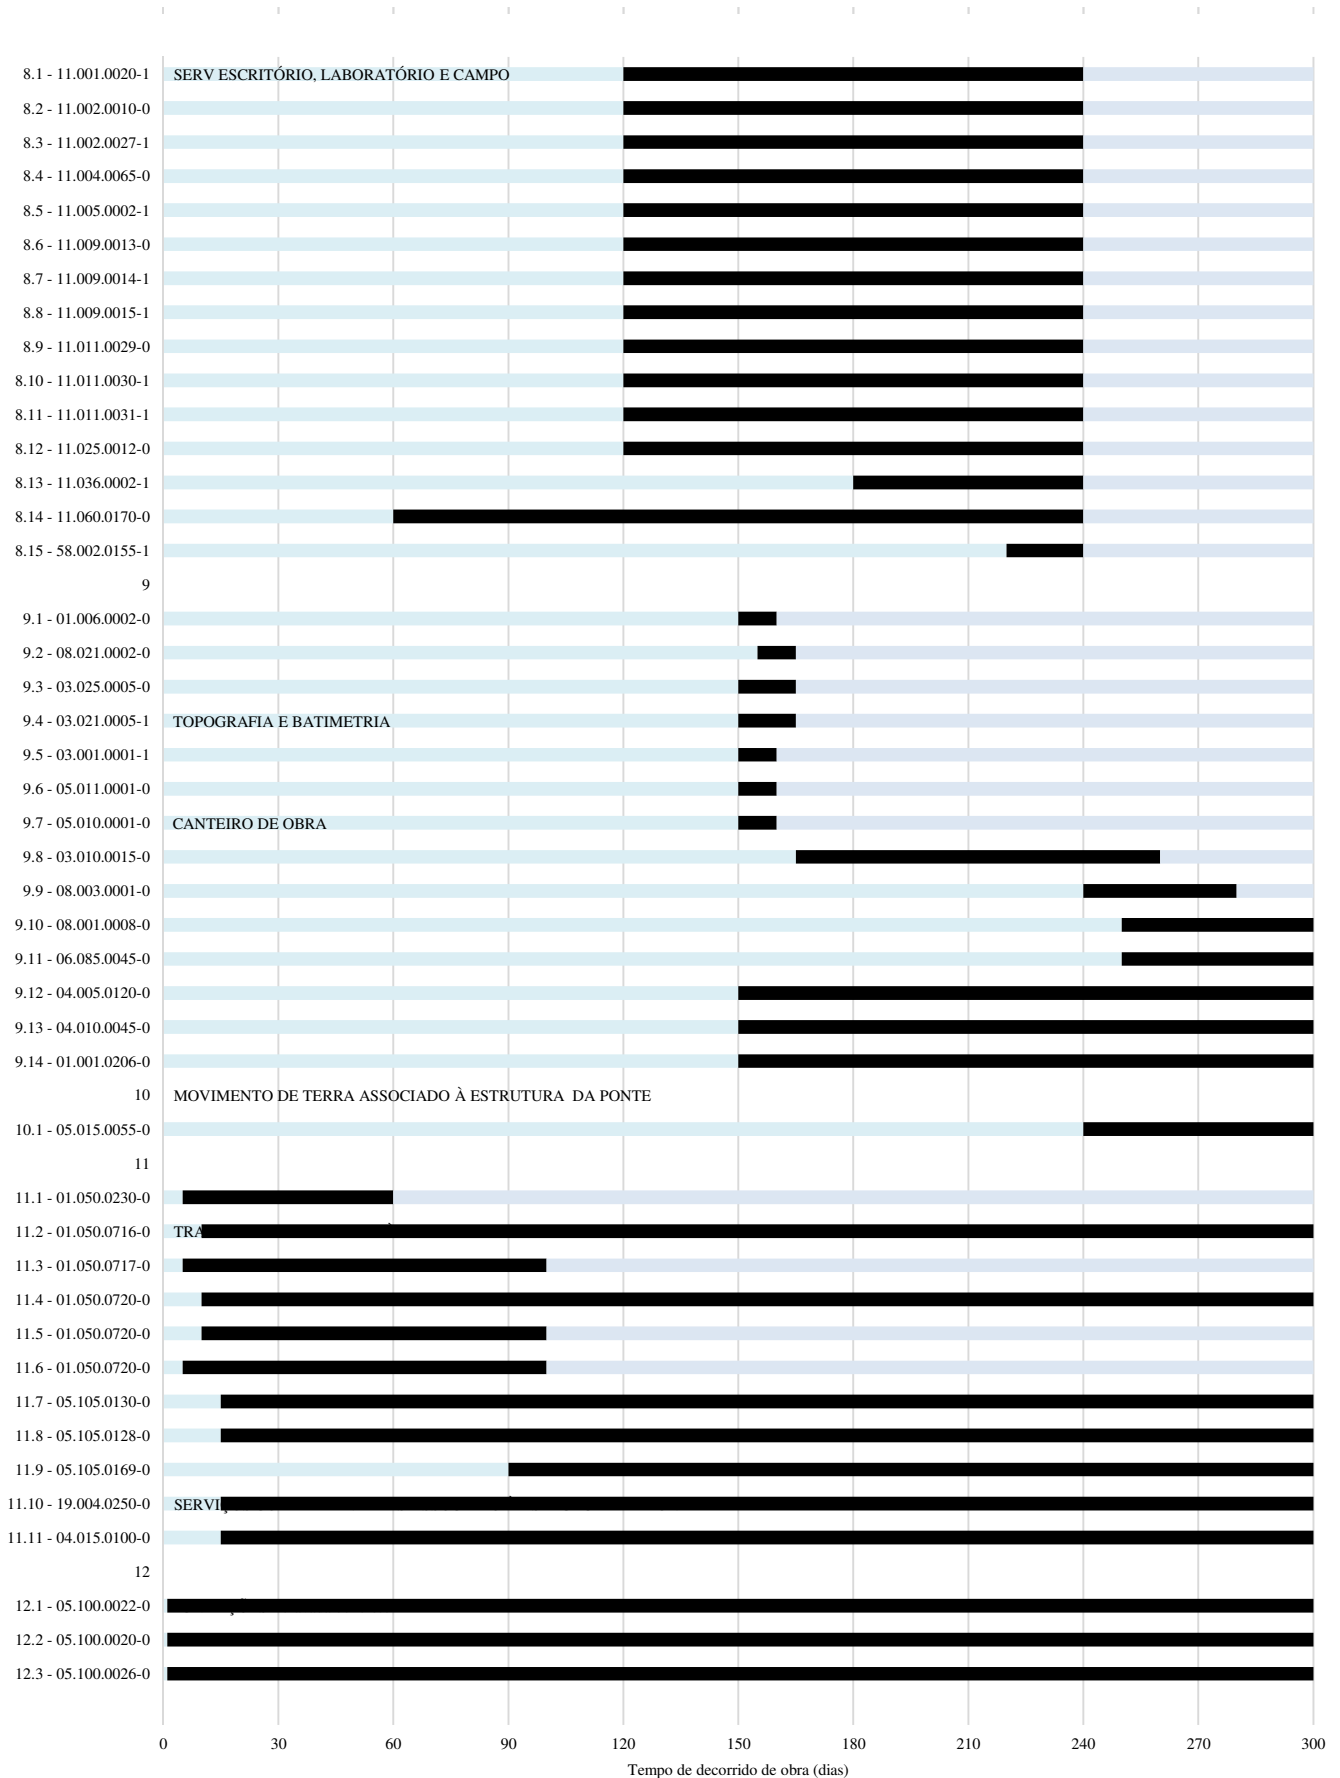 8.1 - 11.001.0020-1 SERV ESCRITÓRIO, LABORATÓRIO E CAMPO
8.2 - 11.002.0010-0
8.3 - 11.002.0027-1
8.4 - 11.004.0065-0
8.5 - 11.005.0002-1
8.6 - 11.009.0013-0
8.7 - 11.009.0014-1
8.8 - 11.009.0015-1
8.9 - 11.011.0029-0
8.10 - 11.011.0030-1
8.11 - 11.011.0031-1
8.12 - 11.025.0012-0
8.13 - 11.036.0002-1
8.14 - 11.060.0170-0
8.15 - 58.002.0155-1
9
9.1 - 01.006.0002-0
9.2 - 08.021.0002-0
9.3 - 03.025.0005-0
9.4 - 03.021.0005-1 TOPOGRAFIA E BATIMETRIA
9.5 - 03.001.0001-1
9.6 - 05.011.0001-0
9.7 - 05.010.0001-0 CANTEIRO DE OBRA
9.8 - 03.010.0015-0
9.9 - 08.003.0001-0
9.10 - 08.001.0008-0
9.11 - 06.085.0045-0
9.12 - 04.005.0120-0
9.13 - 04.010.0045-0
9.14 - 01.001.0206-0
10 MOVIMENTO DE TERRA ASSOCIADO À ESTRUTURA DA PONTE
10.1 - 05.015.0055-0
11
11.1 - 01.050.0230-0
11.2 - 01.050.0716-0
11.3 - 01.050.0717-0
11.4 - 01.050.0720-0
11.5 - 01.050.0720-0
11.6 - 01.050.0720-0
11.7 - 05.105.0130-0
11.8 - 05.105.0128-0
11.9 - 05.105.0169-0
11.10 - 19.004.0250-0
11.11 - 04.015.0100-0
12
12.1 - 05.100.0022-0
12.2 - 05.100.0020-0
12.3 - 05.100.0026-0
0 30 60 90 120 150 180 210 240 270 300
Tempo de decorrido de obra (dias)